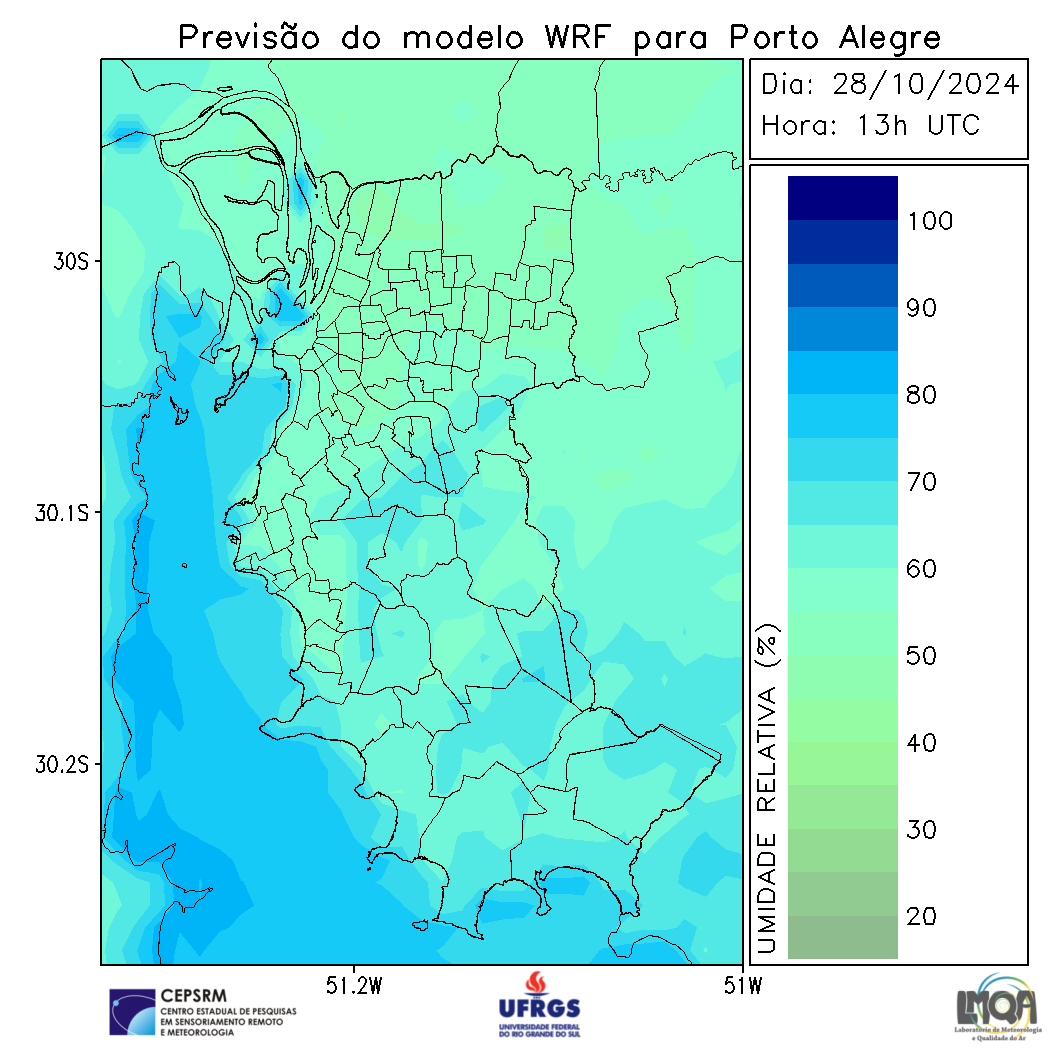 Previsão do modelo WRF para Porto Alegre
Dia: 28/10/2024
Hora: 13h UTC
100
90
80
70
60
50
40
30
20
UMIDADE RELATIVA (%)
30S
30.1S
30.2S
51.2W
51W
CEPSRM
CENTRO ESTADUAL DE PESQUISAS
EM SENSORIAMENTO REMOTO
E METEOROLOGIA
UFRGS
UNIVERSIDADE FEDERAL
DO RIO GRANDE DO SUL
LMQA
Laboratório de Meteorologia
e Qualidade do Ar